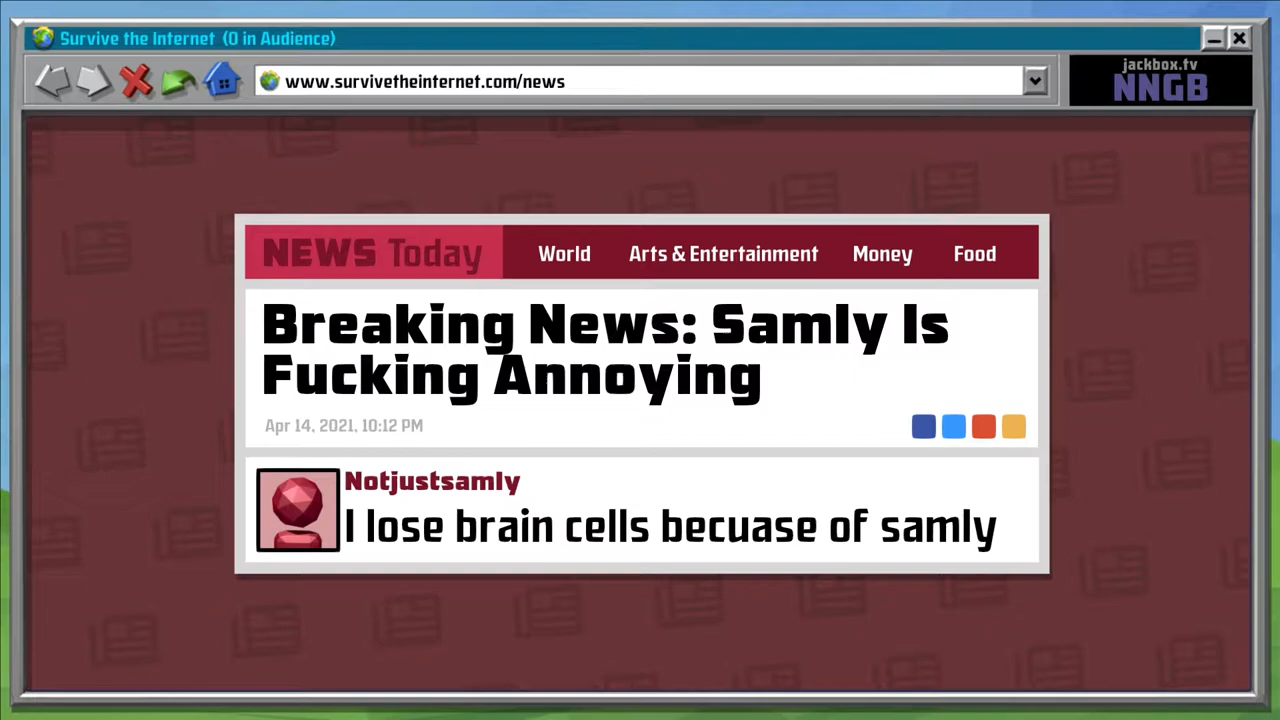 Survive the Internet (0 in Audience)
www.survivetheinternet.com/news
jackbox.tv
NNGB
NEWS Today World Arts & Entertainment Money Food
Breaking News: Samly Is
Fucking Annoying
Apr 14, 2021, 10:12 PM
Notjustsamly
I lose brain cells becuase of samly